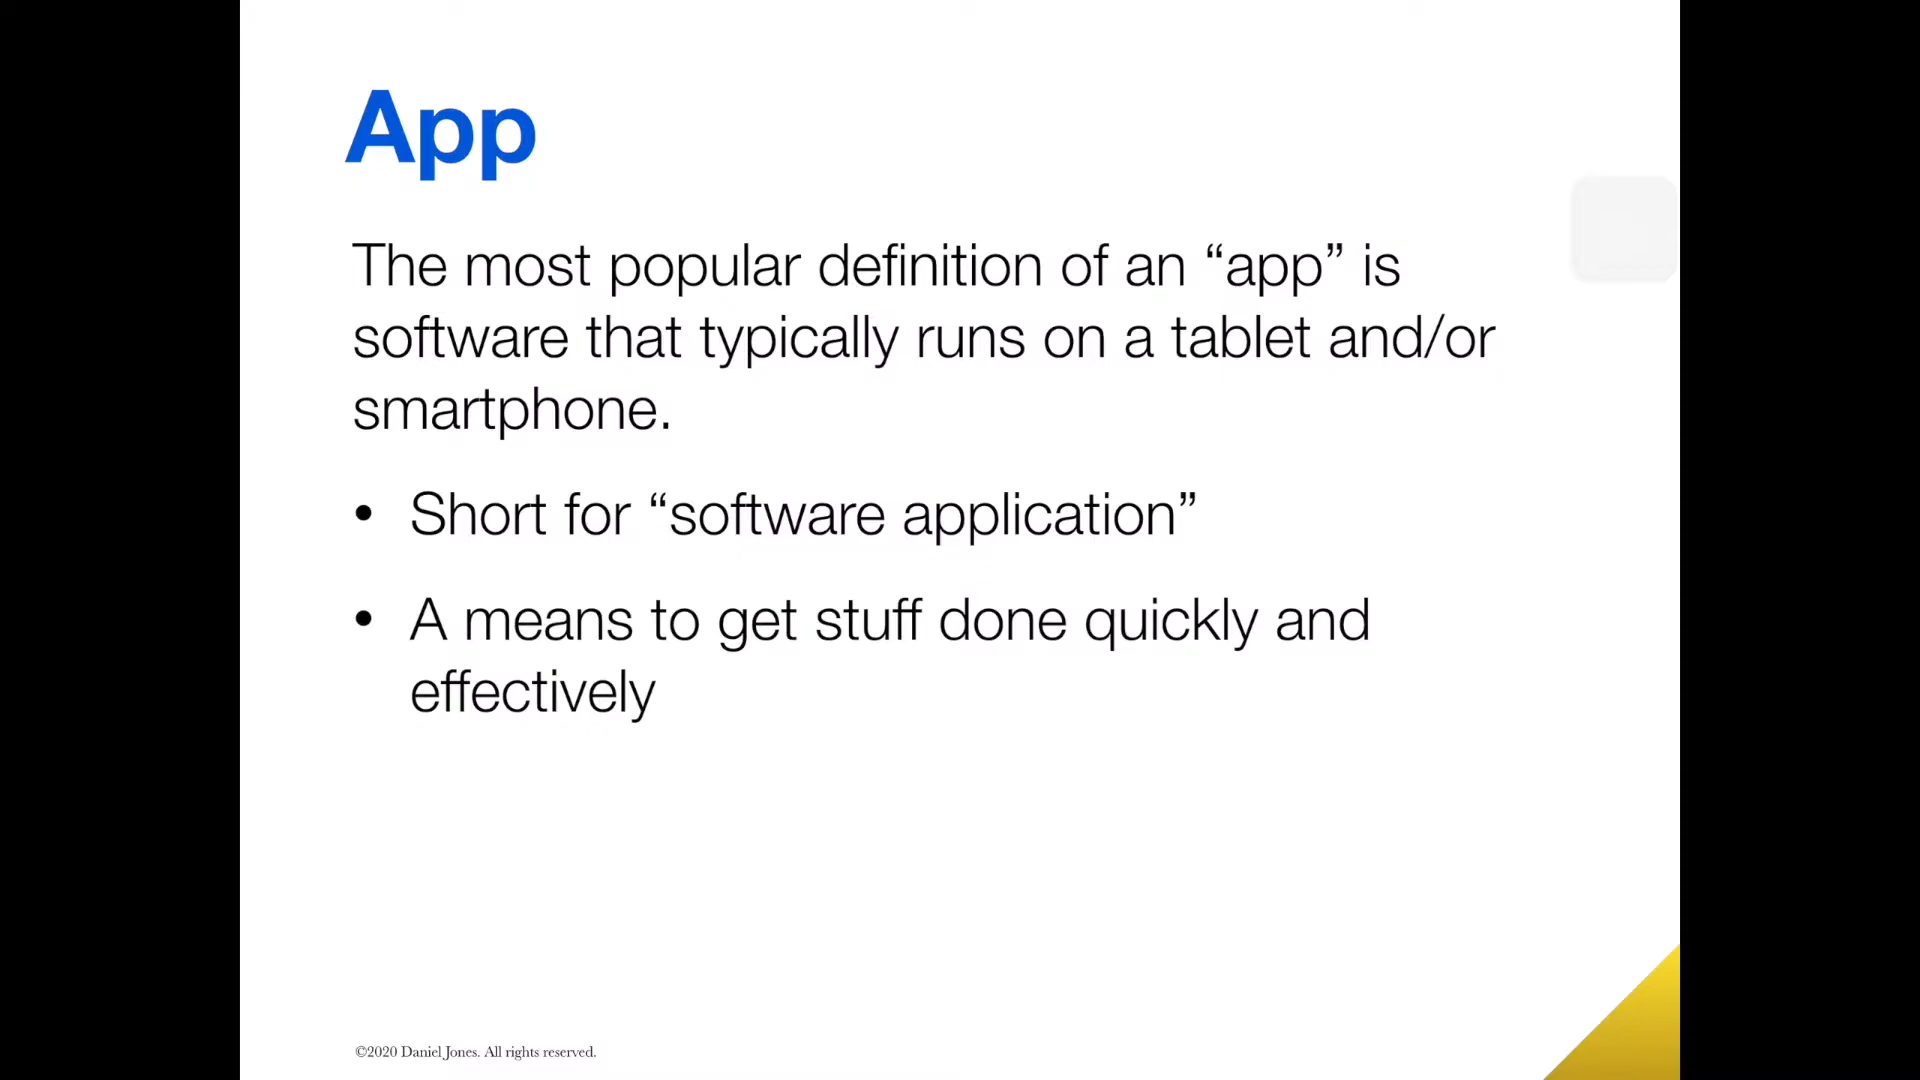 App
The most popular definition of an “app” is
software that typically runs on a tablet and/or
smartphone.
• Short for “software application”
• A means to get stuff done quickly and
effectively
©2020 Daniel Jones. All rights reserved.